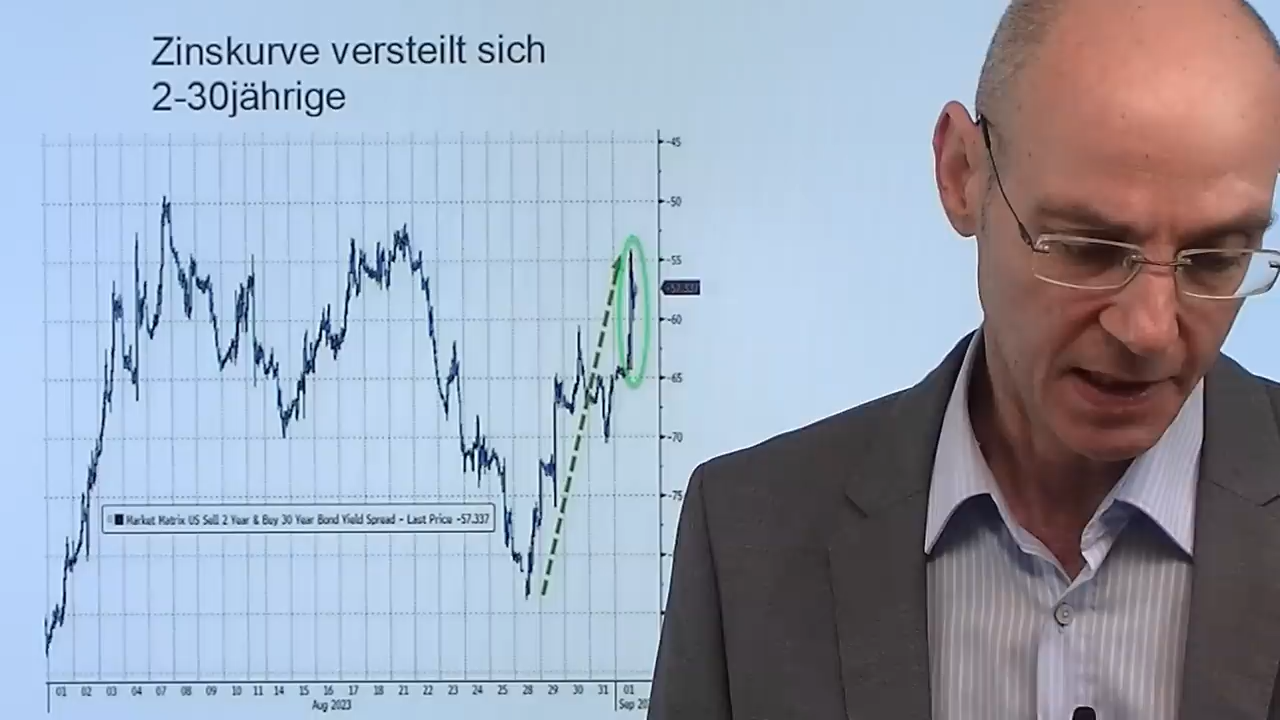 Zinskurve versteilt sich
2-30jährige
-45
-50
-55
-57.337
-60
-65
-70
-75
Market Matrix US Sell 2 Year & Buy 30 Year Bond Yield Spread - Last Price -57.337
01 02 03 04 07 08 09 10 11 14 15 16 17 18 21 22 23 24 25 28 29 30 31 01
Aug 2023